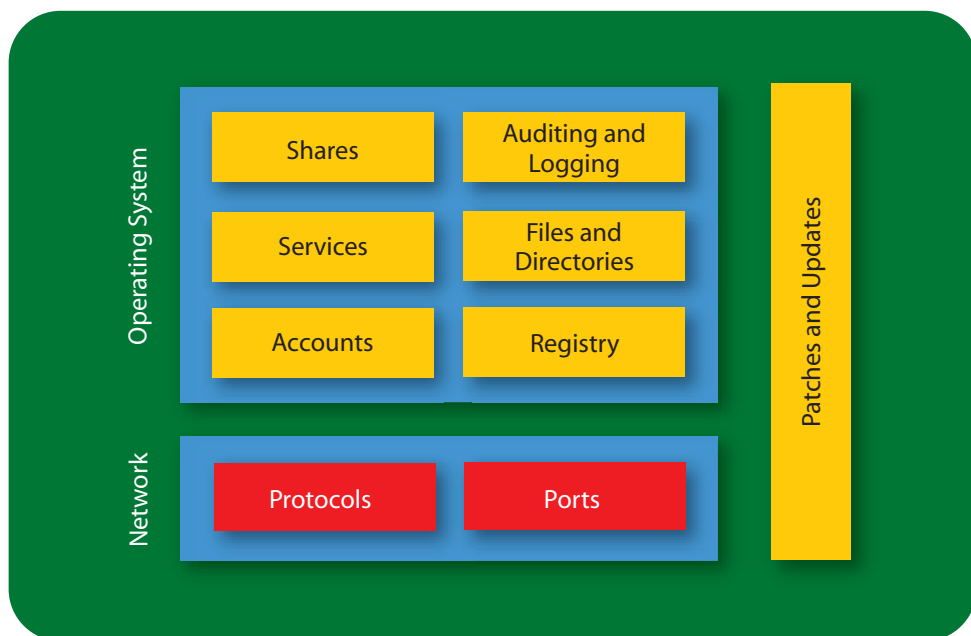 Operating System
Shares
Auditing and
Logging
Services
Files and
Directories
Accounts
Registry
Network
Protocols
Ports
Patches and Updates